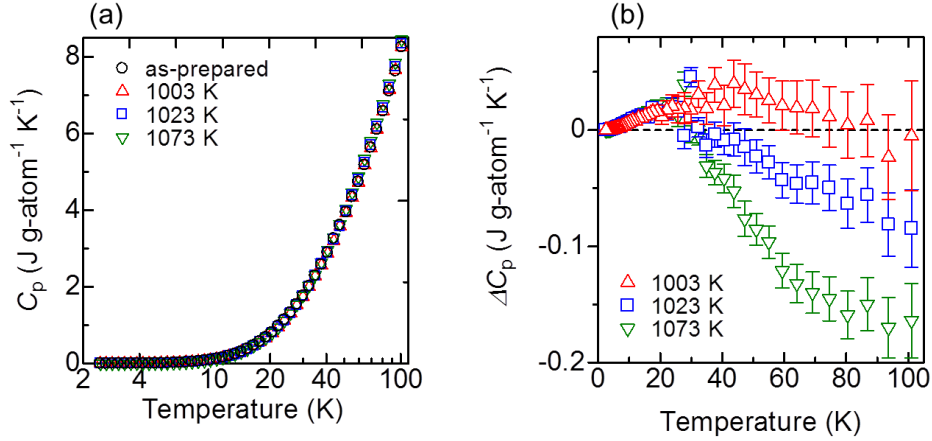 (a)
C_p (J g-atom⁻¹ K⁻¹)
8
6
4
2
0
as-prepared
1003 K
1023 K
1073 K
2 4 10 20 40 100
Temperature (K)
(b)
ΔC_p (J g-atom⁻¹ K⁻¹)
0
-0.1
-0.2
1003 K
1023 K
1073 K
0 20 40 60 80 100
Temperature (K)